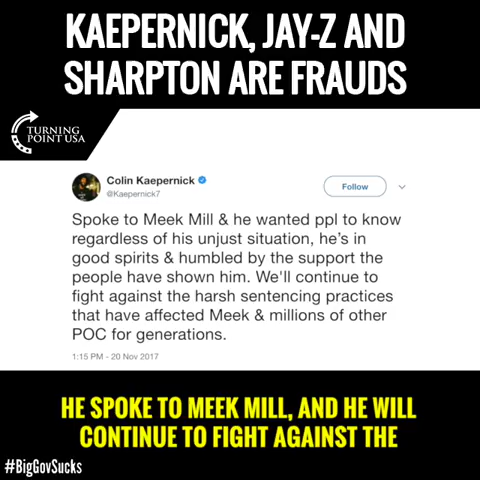 KAEPERNICK, JAY-Z AND
SHARPTON ARE FRAUDS
TURNING
POINT USA
Colin Kaepernick
@Kaepernick7
Follow
Spoke to Meek Mill & he wanted ppl to know
regardless of his unjust situation, he's in
good spirits & humbled by the support the
people have shown him. We'll continue to
fight against the harsh sentencing practices
that have affected Meek & millions of other
POC for generations.
1:15 PM - 20 Nov 2017
HE SPOKE TO MEEK MILL, AND HE WILL
CONTINUE TO FIGHT AGAINST THE
#BigGovSucks